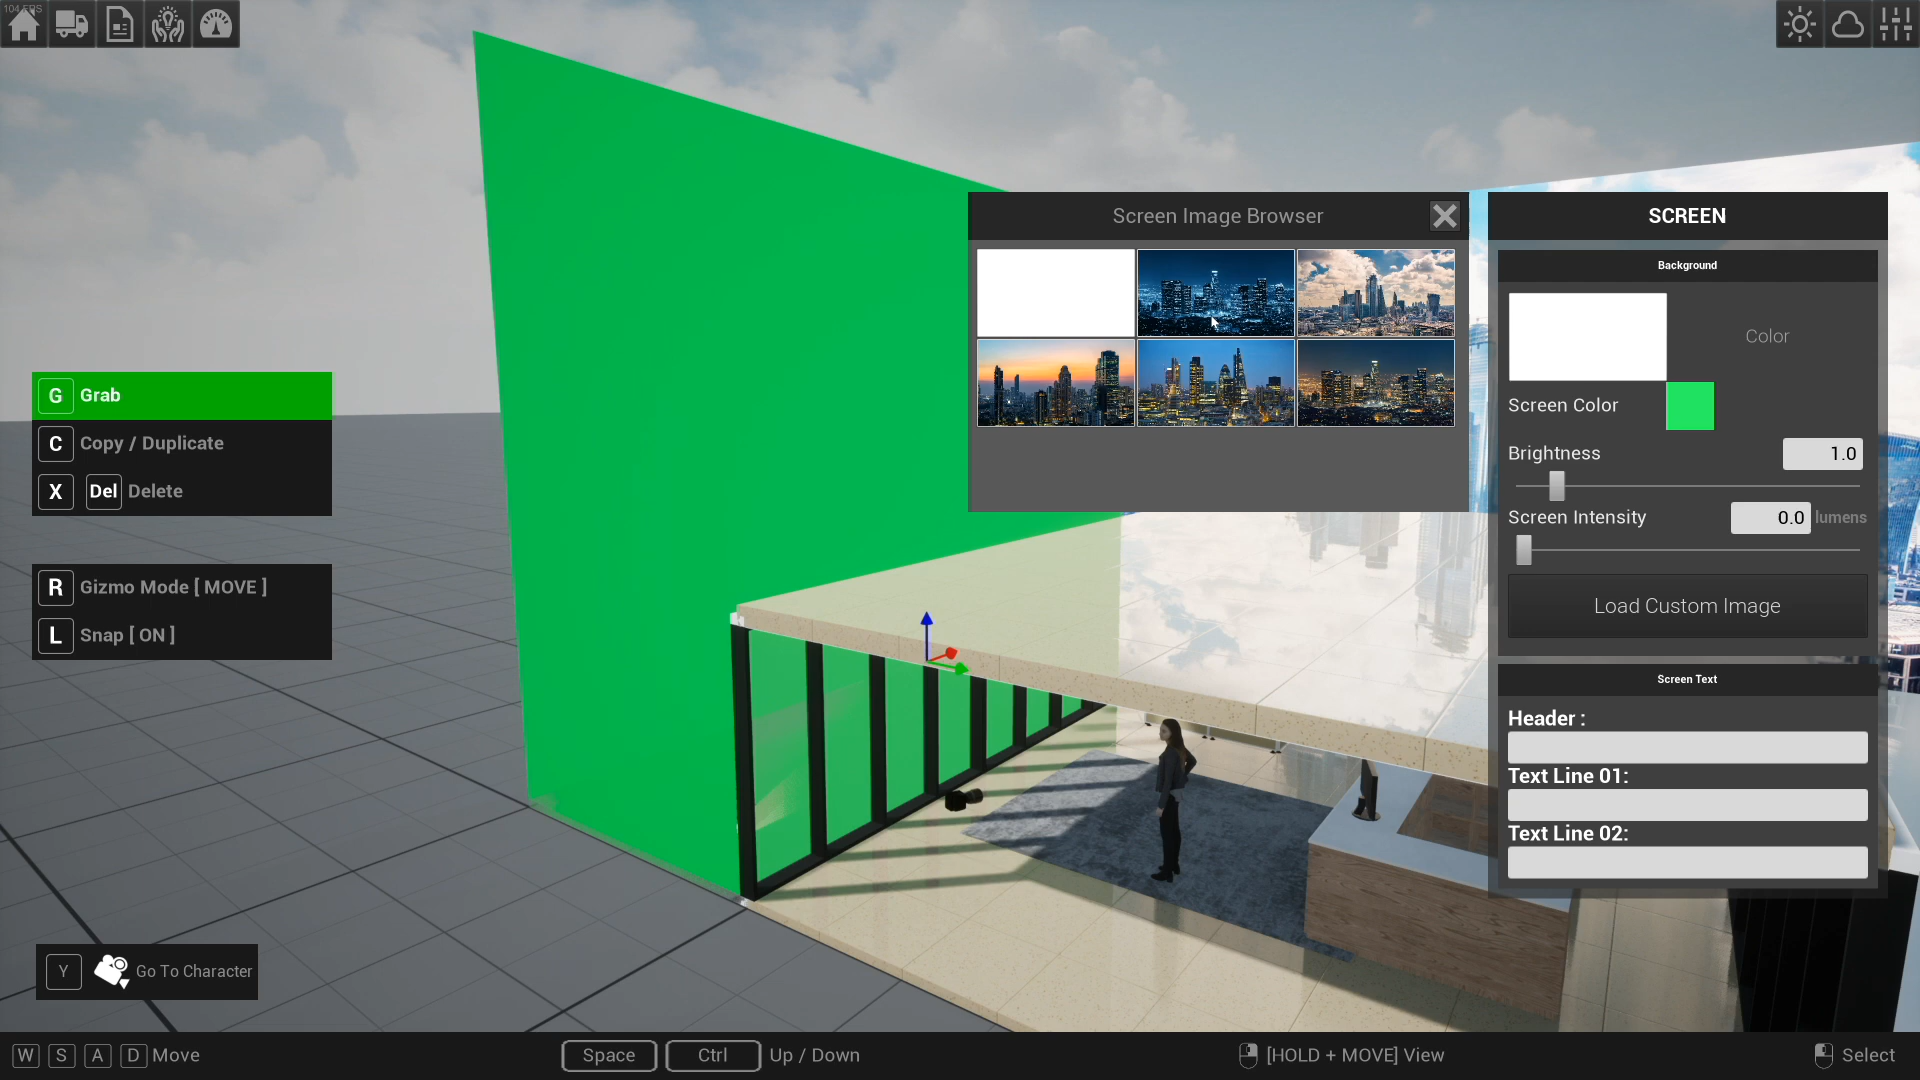 104 FPS
Screen Image Browser
SCREEN
Background
Color
Screen Color
Brightness
1.0
Screen Intensity
0.0 lumens
Load Custom Image
Screen Text
Header :
Text Line 01:
Text Line 02:
G Grab
C Copy / Duplicate
X Del Delete
R Gizmo Mode [ MOVE ]
L Snap [ ON ]
Y Go To Character
W S A D Move
Space Ctrl Up / Down
[HOLD + MOVE] View
Select